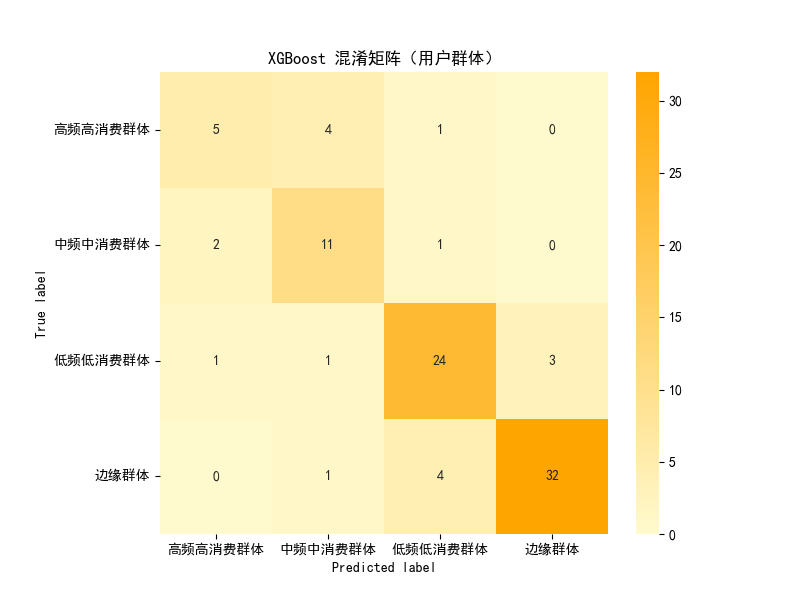 XGBoost 混淆矩阵（用户群体）
高频高消费群体 5 4 1 0
中频中消费群体 2 11 1 0
低频低消费群体 1 1 24 3
边缘群体 0 1 4 32
高频高消费群体 中频中消费群体 低频低消费群体 边缘群体
Predicted label
True label
30
25
20
15
10
5
0